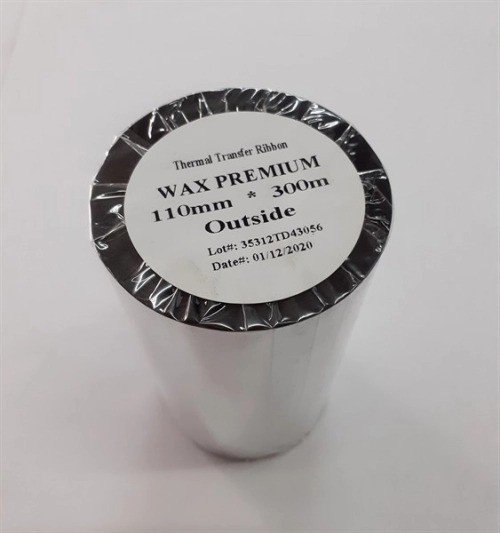 Thermal Transfer Ribbon
WAX PREMIUM
110mm * 300m
Outside
Lot#: 35312TD43056
Date#: 01/12/2020